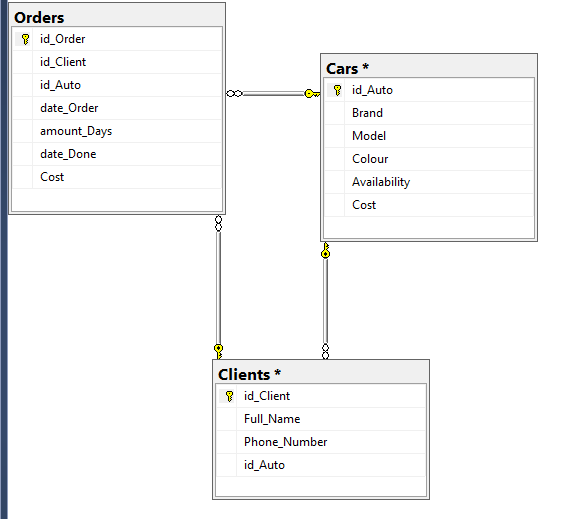 Orders
id_Order
id_Client
id_Auto
date_Order
amount_Days
date_Done
Cost
Cars *
id_Auto
Brand
Model
Colour
Availability
Cost
Clients *
id_Client
Full_Name
Phone_Number
id_Auto